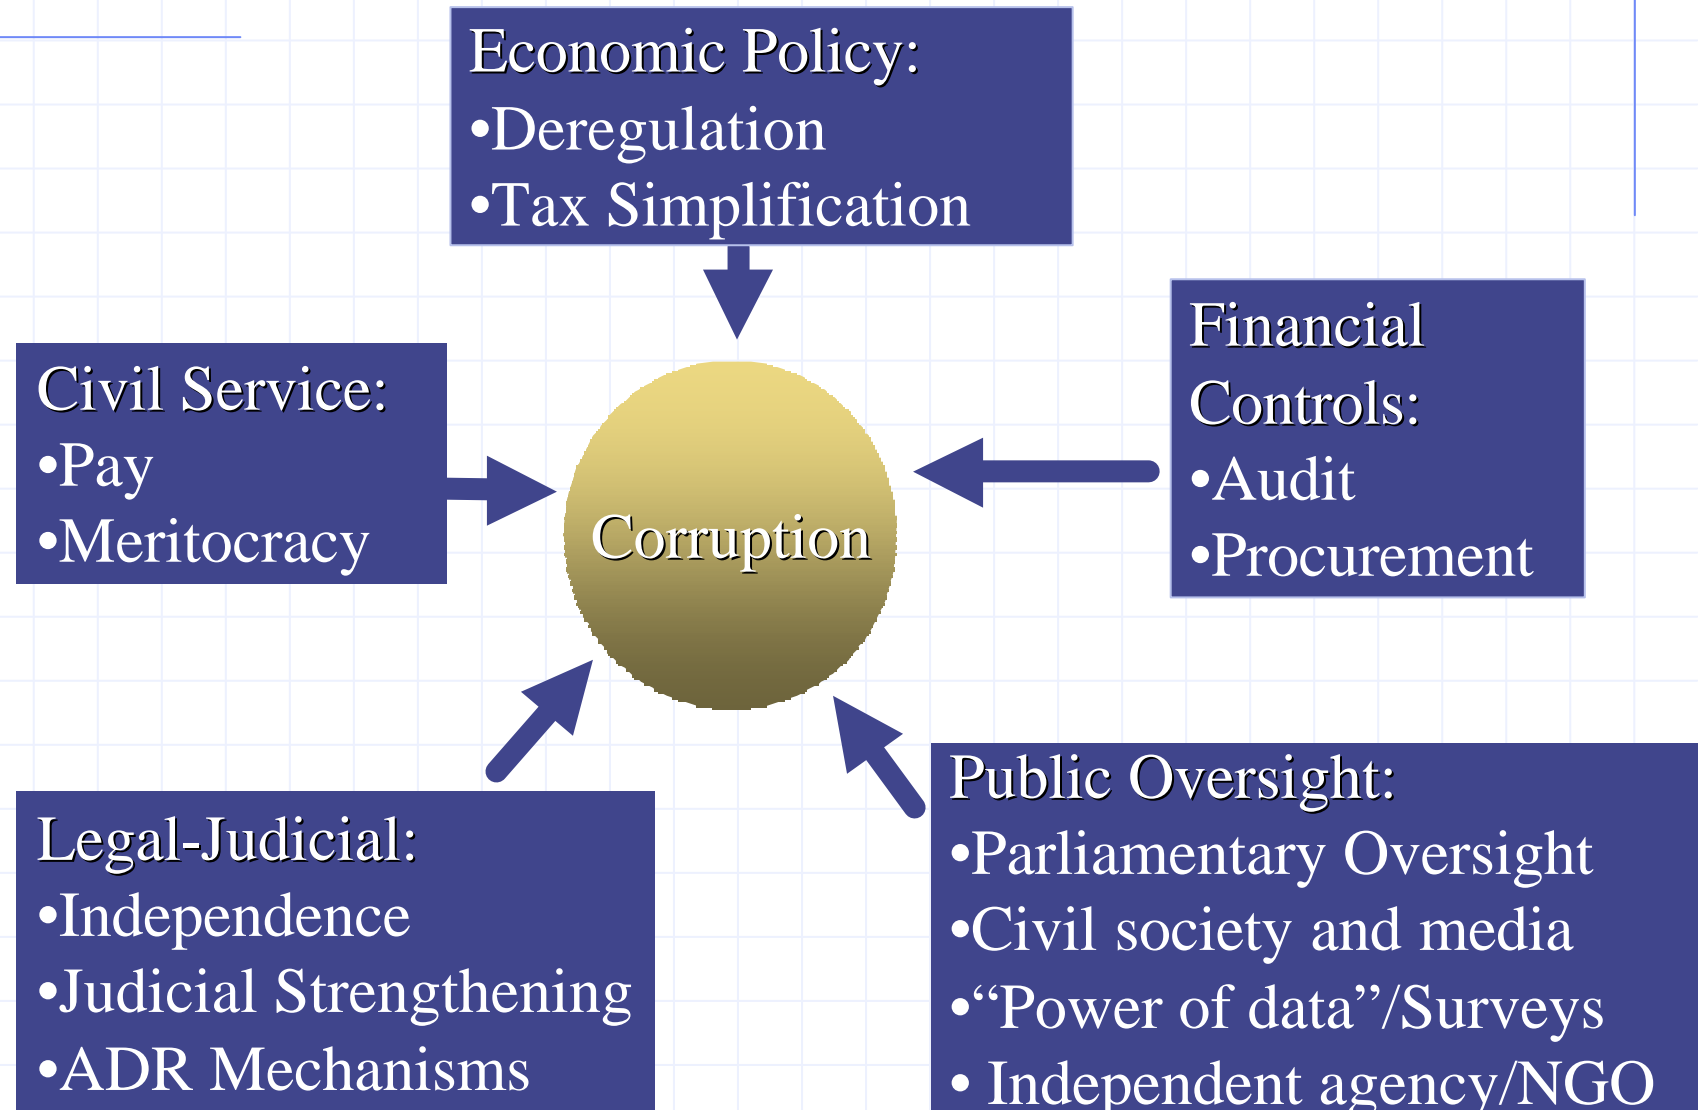 Economic Policy:
•Deregulation
•Tax Simplification
Financial
Controls:
•Audit
•Procurement
Civil Service:
•Pay
•Meritocracy
Corruption
Legal-Judicial:
•Independence
•Judicial Strengthening
•ADR Mechanisms
Public Oversight:
•Parliamentary Oversight
•Civil society and media
•“Power of data”/Surveys
• Independent agency/NGO